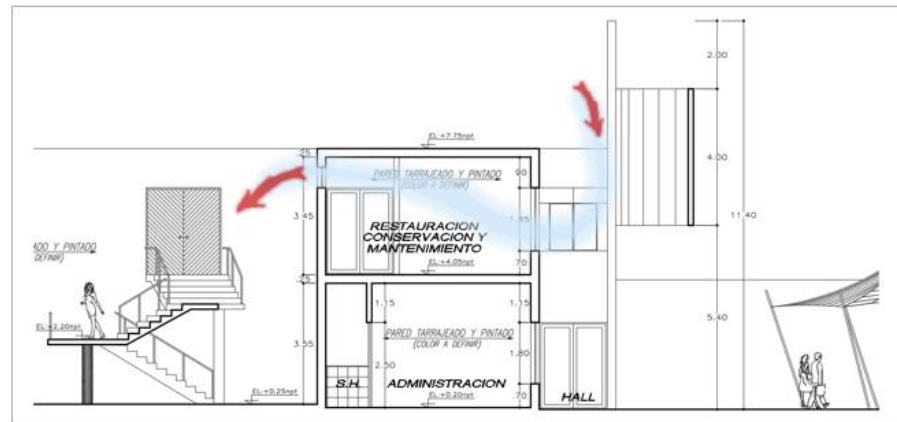 2.00
EL:+7.75npt
.25
PARED TARRAJEADO Y PINTADO
(COLOR A DEFINIR)
.90
4.00
11.40
3.45
RESTAURACION
CONSERVACION Y
MANTENIMIENTO
ADO Y PINTADO
DEFINIR)
EL:+4.05npt
.70
1.15
1.15
5.40
EL:+2.20npt
3.55
PARED TARRAJEADO Y PINTADO
(COLOR A DEFINIR)
2.50
1.80
S.H.
ADMINISTRACION
HALL
EL:+0.25npt
EL:+0.20npt
.70